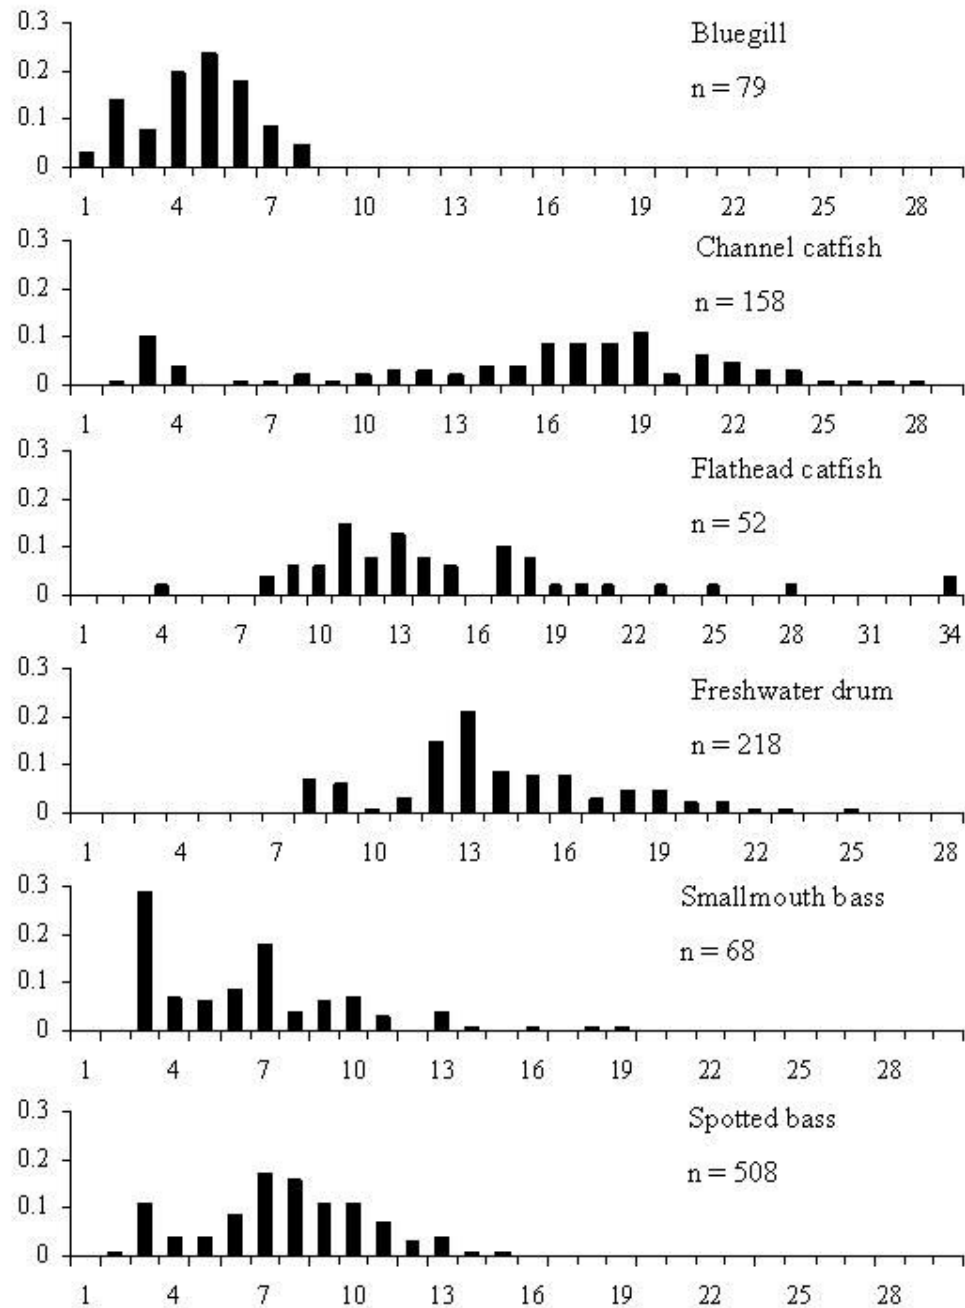 0.3
Bluegill
0.2
n = 79
0.1
0
1 4 7 10 13 16 19 22 25 28
0.3
Channel catfish
0.2
n = 158
0.1
0
1 4 7 10 13 16 19 22 25 28
0.3
Flathead catfish
0.2
n = 52
0.1
0
1 4 7 10 13 16 19 22 25 28 31 34
0.3
Freshwater drum
0.2
n = 218
0.1
0
1 4 7 10 13 16 19 22 25 28
0.3
Smallmouth bass
0.2
n = 68
0.1
0
1 4 7 10 13 16 19 22 25 28
0.3
Spotted bass
0.2
n = 508
0.1
0
1 4 7 10 13 16 19 22 25 28